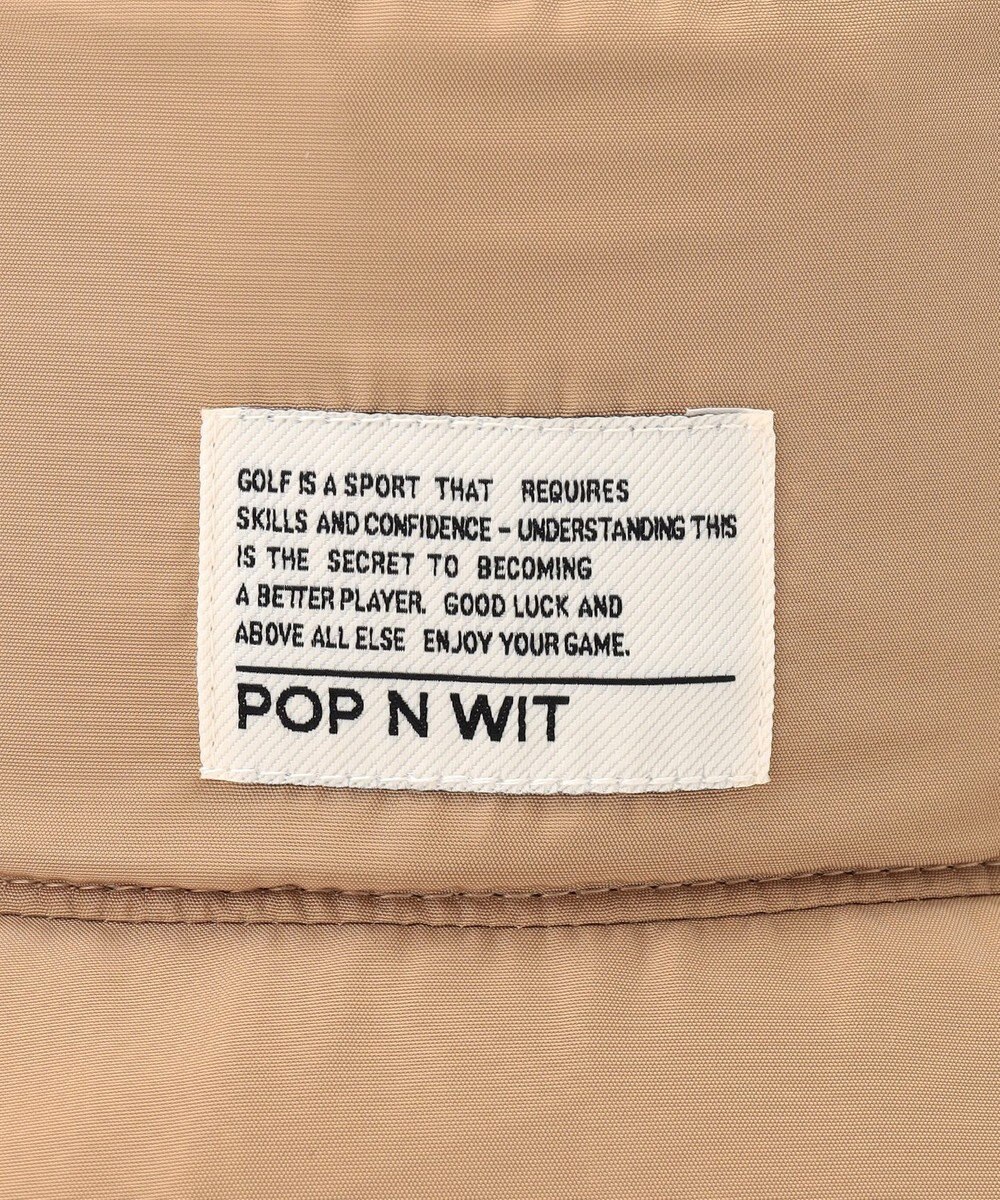 GOLF IS A SPORT THAT REQUIRES
SKILLS AND CONFIDENCE – UNDERSTANDING THIS
IS THE SECRET TO BECOMING
A BETTER PLAYER. GOOD LUCK AND
ABOVE ALL ELSE ENJOY YOUR GAME.
POP N WIT